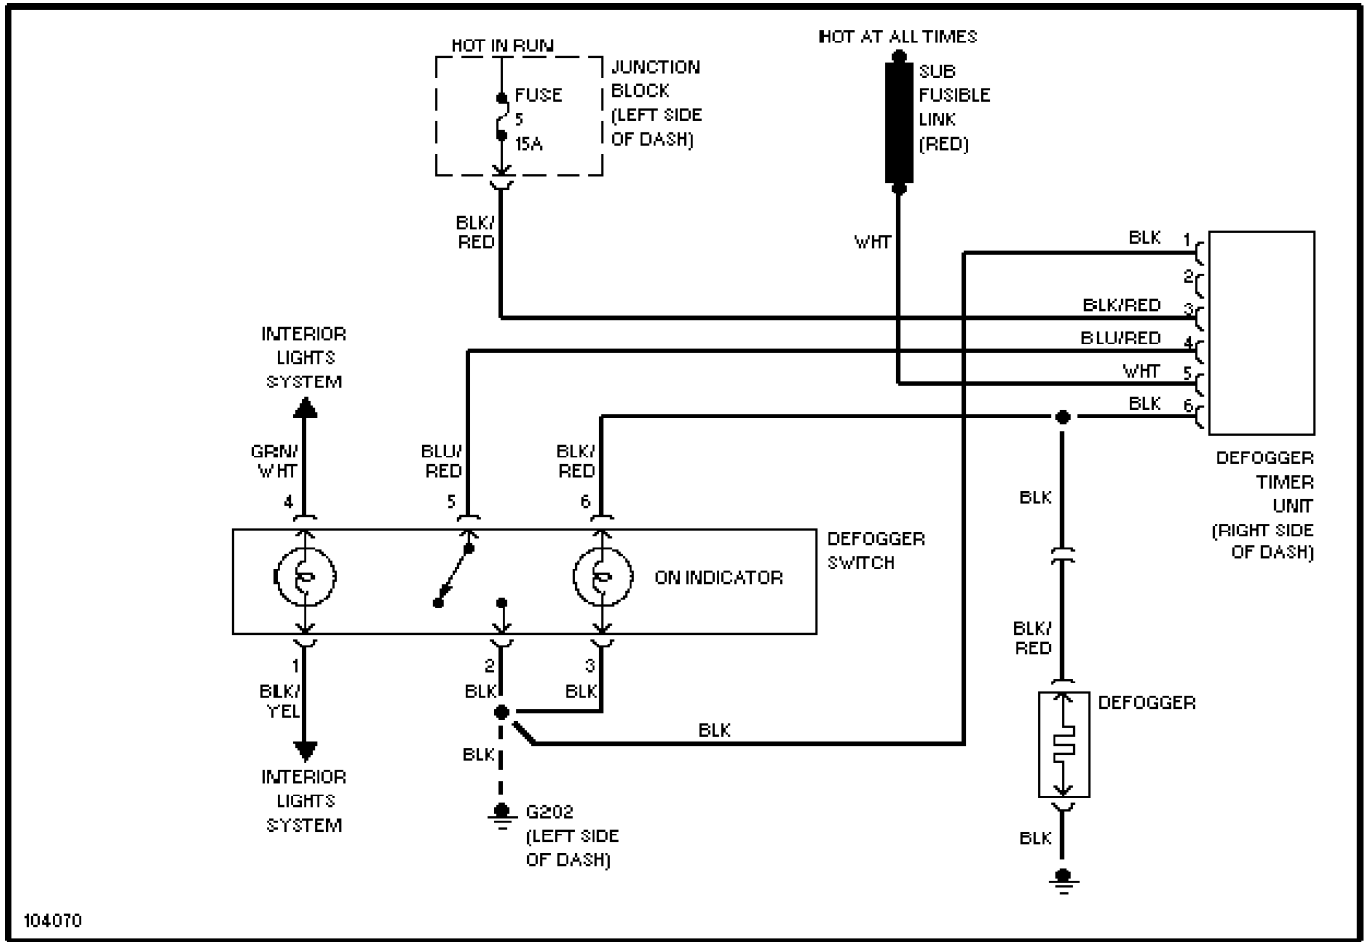 HOT IN RUN
JUNCTION
BLOCK
(LEFT SIDE
OF DASH)
FUSE
5
15A
HOT AT ALL TIMES
SUB
FUSIBLE
LINK
(RED)
BLK/
RED
WHT
BLK 1
2
BLK/RED 3
BLU/RED 4
WHT 5
BLK 6
DEFOGGER
TIMER
UNIT
(RIGHT SIDE
OF DASH)
INTERIOR
LIGHTS
SYSTEM
GRN/
WHT
4
BLU/
RED
5
BLK/
RED
6
BLK
DEFOGGER
SWITCH
ON INDICATOR
1
BLK/
YEL
2
BLK
3
BLK
BLK
BLK
BLK/
RED
DEFOGGER
INTERIOR
LIGHTS
SYSTEM
G202
(LEFT SIDE
OF DASH)
BLK
104070